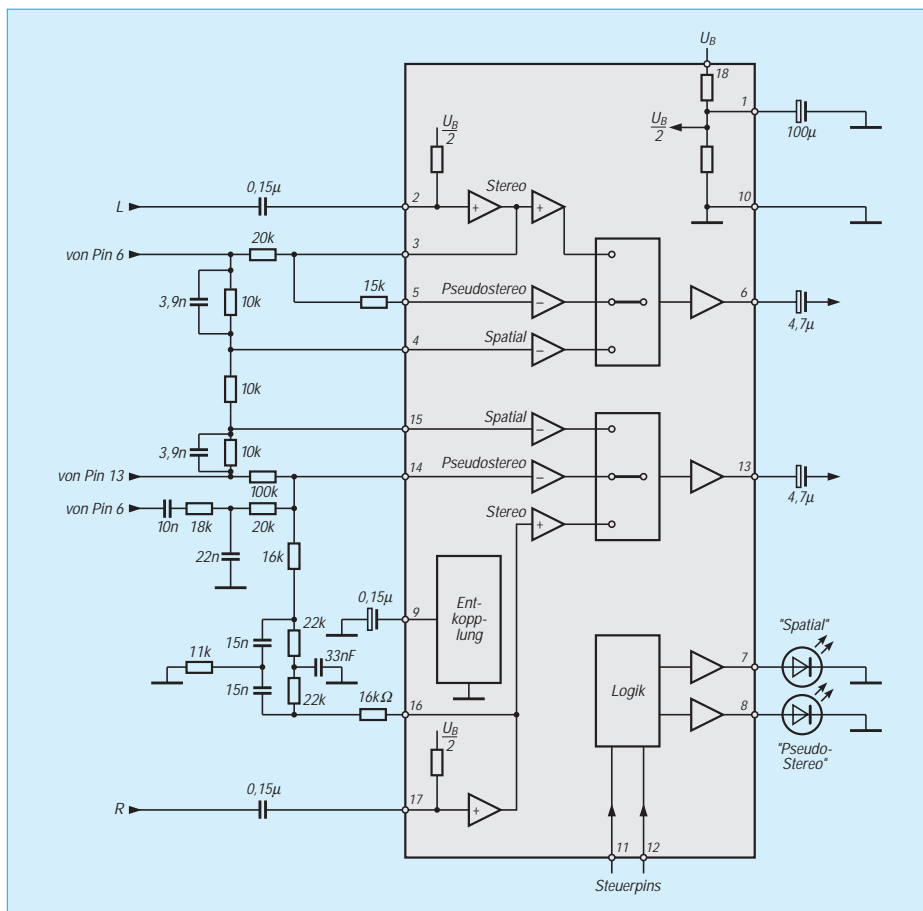 U_B
18
1
U_B
2
100µ
U_B
2
0,15µ
2
Stereo
10
L
20k
3
von Pin 6
15k
5
Pseudostereo
6
3,9n
10k
4,7µ
4
Spatial
10k
15
Spatial
3,9n
10k
von Pin 13
14
Pseudostereo
13
100k
4,7µ
von Pin 6
10n
18k
20k
Stereo
22n
16k
0,15µ
9
Ent-
kopp-
lung
"Spatial"
15n
22k
11k
33nF
Logik
7
15n
22k
16kΩ
16
8
U_B
2
"Pseudo-
Stereo"
0,15µ
17
R
11
12
Steuerpins